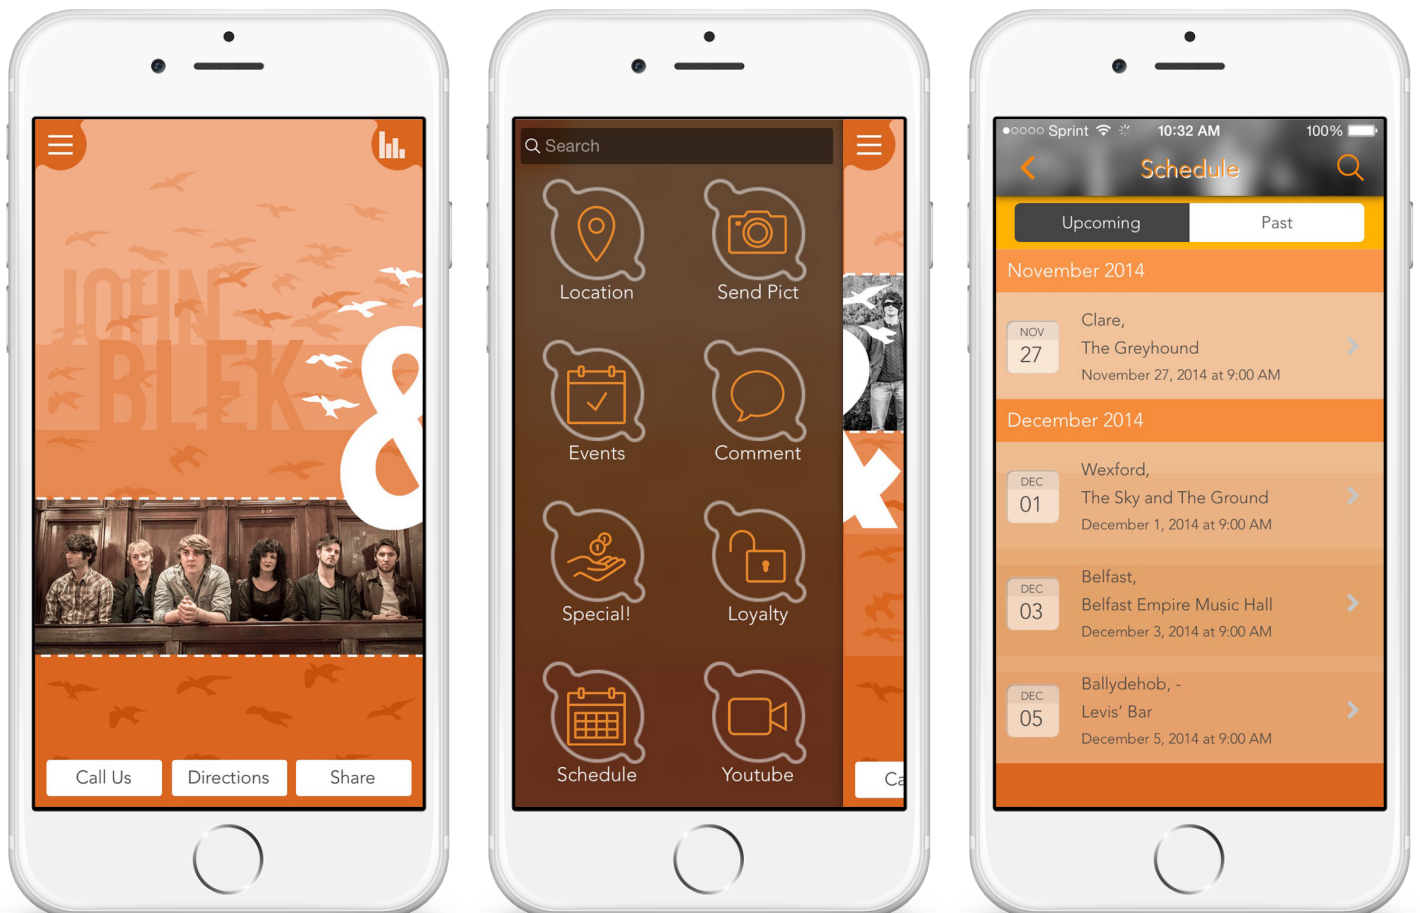 JOHN
BLEK
&
Call Us
Directions
Share
Search
Location
Send Pict
Events
Comment
Special!
Loyalty
Schedule
Youtube
Ca
Sprint 10:32 AM 100%
Schedule
Upcoming
Past
November 2014
NOV
27
Clare,
The Greyhound
November 27, 2014 at 9:00 AM
December 2014
DEC
01
Wexford,
The Sky and The Ground
December 1, 2014 at 9:00 AM
DEC
03
Belfast,
Belfast Empire Music Hall
December 3, 2014 at 9:00 AM
DEC
05
Ballydehob, -
Levis' Bar
December 5, 2014 at 9:00 AM